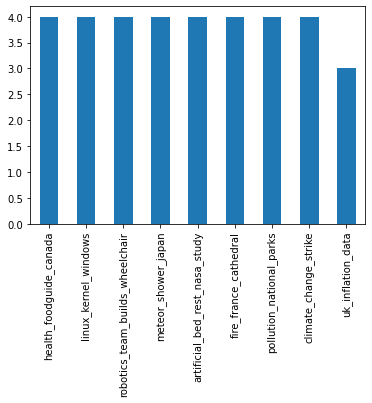 4.0
3.5
3.0
2.5
2.0
1.5
1.0
0.5
0.0
health_foodguide_canada
linux_kernel_windows
robotics_team_builds_wheelchair
meteor_shower_japan
artificial_bed_rest_nasa_study
fire_france_cathedral
pollution_national_parks
climate_change_strike
uk_inflation_data